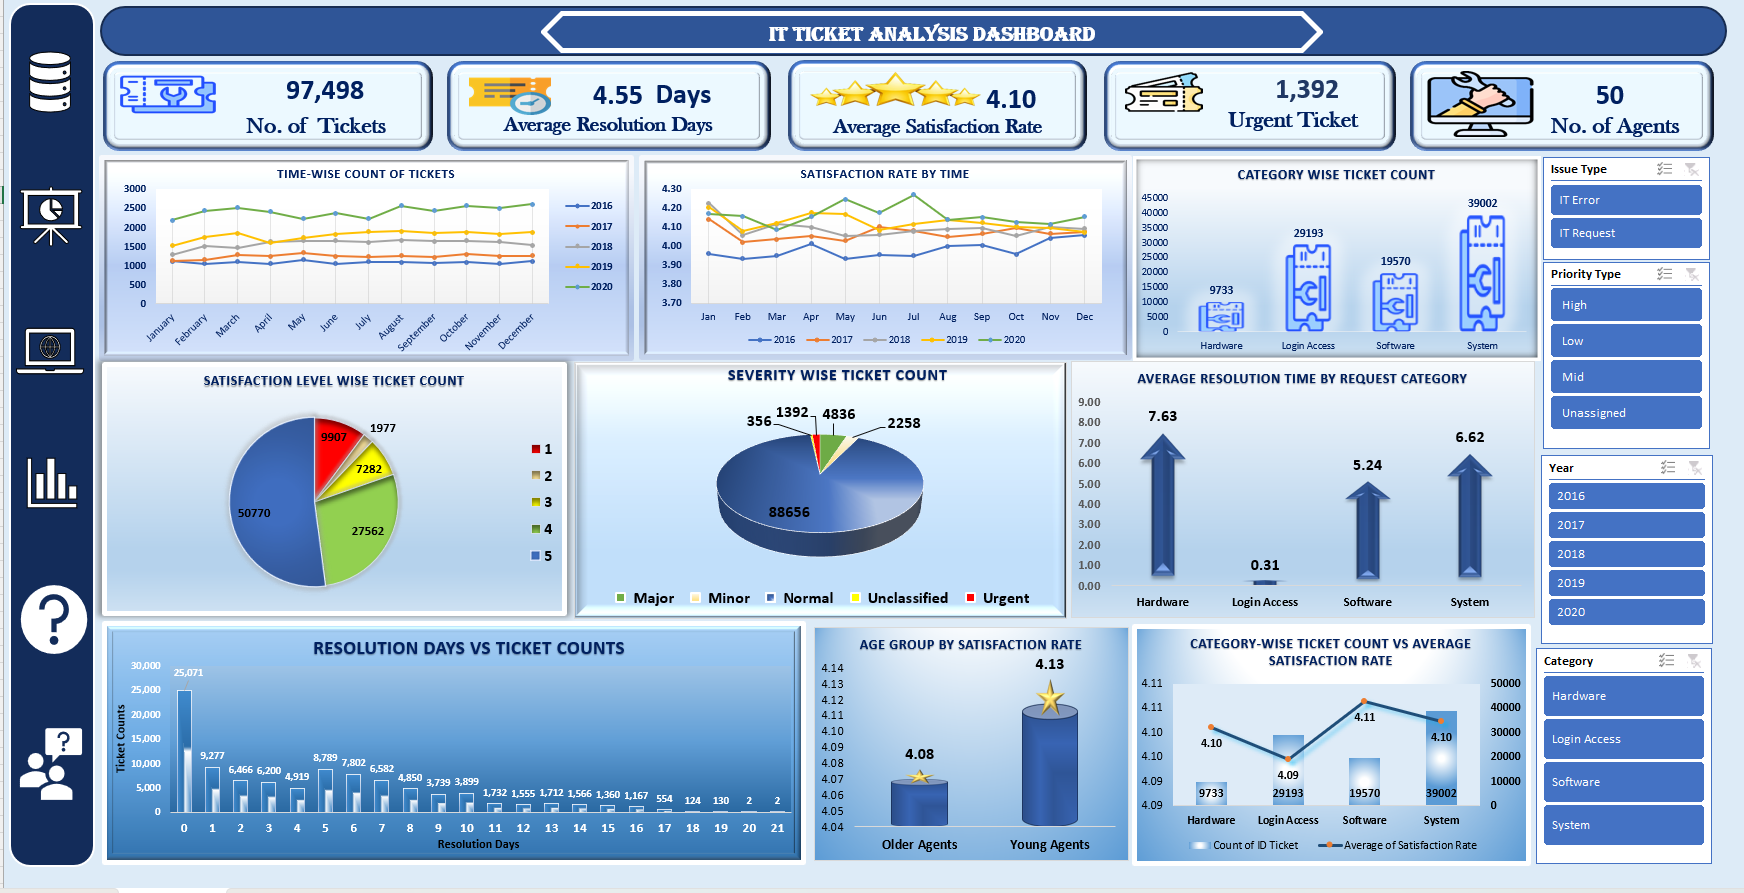 IT TICKET ANALYSIS DASHBOARD
97,498
No. of Tickets
4.55 Days
Average Resolution Days
4.10
Average Satisfaction Rate
1,392
Urgent Ticket
50
No. of Agents
TIME-WISE COUNT OF TICKETS
3000
2500
2000
1500
1000
500
0
January
February
March
April
May
June
July
August
September
October
November
December
2016
2017
2018
2019
2020
SATISFACTION RATE BY TIME
4.30
4.20
4.10
4.00
3.90
3.80
3.70
Jan Feb Mar Apr May Jun Jul Aug Sep Oct Nov Dec
2016 2017 2018 2019 2020
CATEGORY WISE TICKET COUNT
45000
40000
35000
30000
25000
20000
15000
10000
5000
0
9733
29193
19570
39002
Hardware Login Access Software System
Issue Type
IT Error
IT Request
Priority Type
High
Low
Mid
Unassigned
Year
2016
2017
2018
2019
2020
Category
Hardware
Login Access
Software
System
SATISFACTION LEVEL WISE TICKET COUNT
9907
1977
7282
27562
50770
1
2
3
4
5
SEVERITY WISE TICKET COUNT
356
1392
4836
2258
88656
Major Minor Normal Unclassified Urgent
AVERAGE RESOLUTION TIME BY REQUEST CATEGORY
9.00
8.00
7.00
6.00
5.00
4.00
3.00
2.00
1.00
0.00
7.63
0.31
5.24
6.62
Hardware Login Access Software System
RESOLUTION DAYS VS TICKET COUNTS
Ticket Counts
30,000
25,000
20,000
15,000
10,000
5,000
0
25,071
9,277
6,466
6,200
4,919
8,789
7,802
6,582
4,850
3,739
3,899
1,732
1,555
1,712
1,566
1,360
1,167
554
124
130
2
2
0 1 2 3 4 5 6 7 8 9 10 11 12 13 14 15 16 17 18 19 20 21
Resolution Days
AGE GROUP BY SATISFACTION RATE
4.14
4.13
4.12
4.11
4.10
4.09
4.08
4.07
4.06
4.05
4.04
4.08
4.13
Older Agents Young Agents
CATEGORY-WISE TICKET COUNT VS AVERAGE
SATISFACTION RATE
4.11
4.11
4.10
4.10
4.09
4.09
50000
40000
30000
20000
10000
0
4.10
4.09
4.11
4.10
9733
29193
19570
39002
Hardware Login Access Software System
Count of ID Ticket Average of Satisfaction Rate